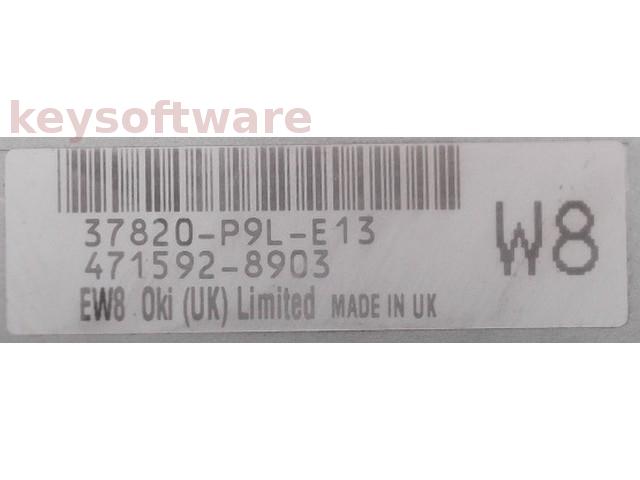 keysoftware
37820-P9L-E13
W8
471592-8903
EW8 Oki (UK) Limited MADE IN UK